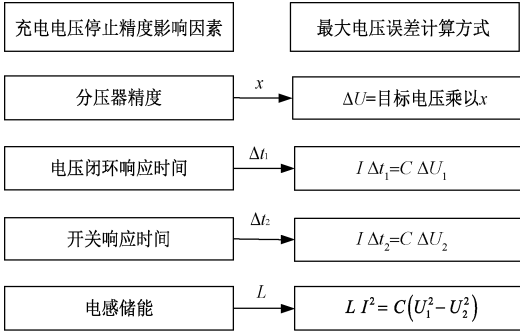 充电电压停止精度影响因素 最大电压误差计算方式
分压器精度 x ΔU=目标电压乘以x
电压闭环响应时间 Δt₁ I Δt₁=C ΔU₁
开关响应时间 Δt₂ I Δt₂=C ΔU₂
电感储能 L L I²=C(U₁²−U₂²)